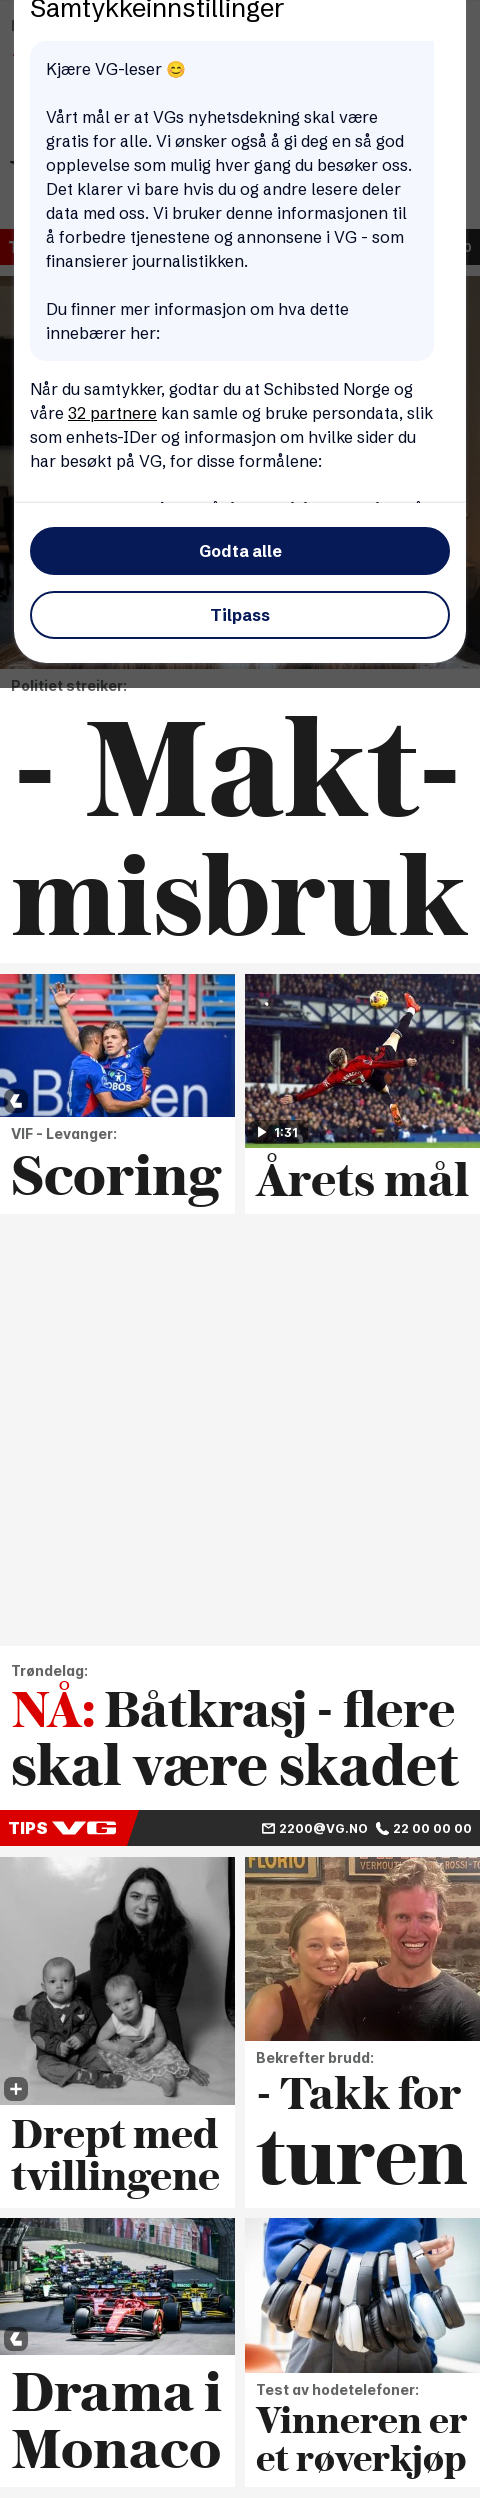 Samtykkeinnstillinger
Kjære VG-leser 😊
Vårt mål er at VGs nyhetsdekning skal være
gratis for alle. Vi ønsker også å gi deg en så god
opplevelse som mulig hver gang du besøker oss.
Det klarer vi bare hvis du og andre lesere deler
data med oss. Vi bruker denne informasjonen til
å forbedre tjenestene og annonsene i VG - som
finansierer journalistikken.
Du finner mer informasjon om hva dette
innebærer her:
Når du samtykker, godtar du at Schibsted Norge og
våre 32 partnere kan samle og bruke persondata, slik
som enhets-IDer og informasjon om hvilke sider du
har besøkt på VG, for disse formålene:
Godta alle
Tilpass
Politiet streiker:
- Makt-
misbruk
VIF - Levanger:
Scoring
1:31
Årets mål
Trøndelag:
NÅ: Båtkrasj - flere
skal være skadet
TIPS VG 2200@VG.NO 22 00 00 00
Drept med
tvillingene
FLORIO
Bekrefter brudd:
- Takk for
turen
Drama i
Monaco
Test av hodetelefoner:
Vinneren er
et røverkjøp